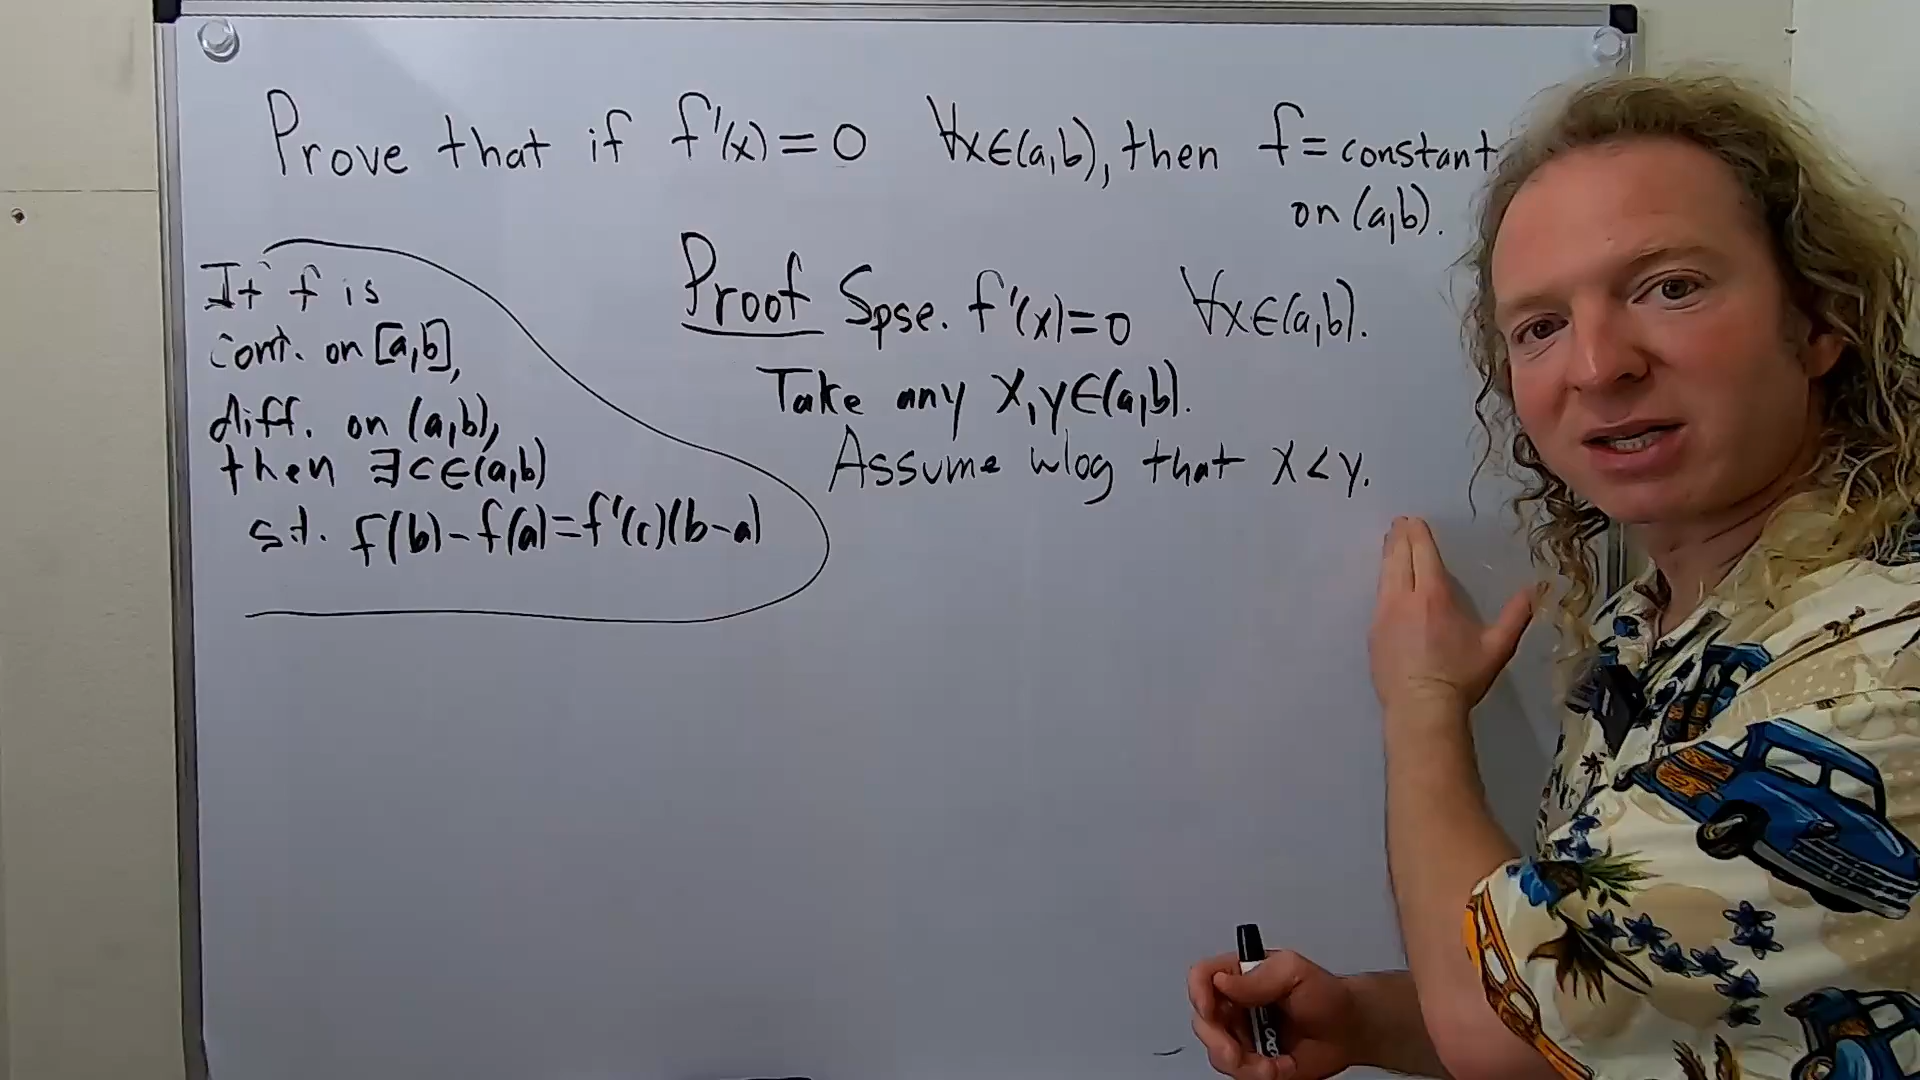 Prove that if f'(x)=0 ∀x∈(a,b), then f=constant
on (a,b).
If f is
cont. on [a,b],
diff. on (a,b),
then ∃c∈(a,b)
s.t. f(b)-f(a)=f'(c)(b-a)
Proof Spse. f'(x)=0 ∀x∈(a,b).
Take any x,y∈(a,b).
Assume wlog that x<y.